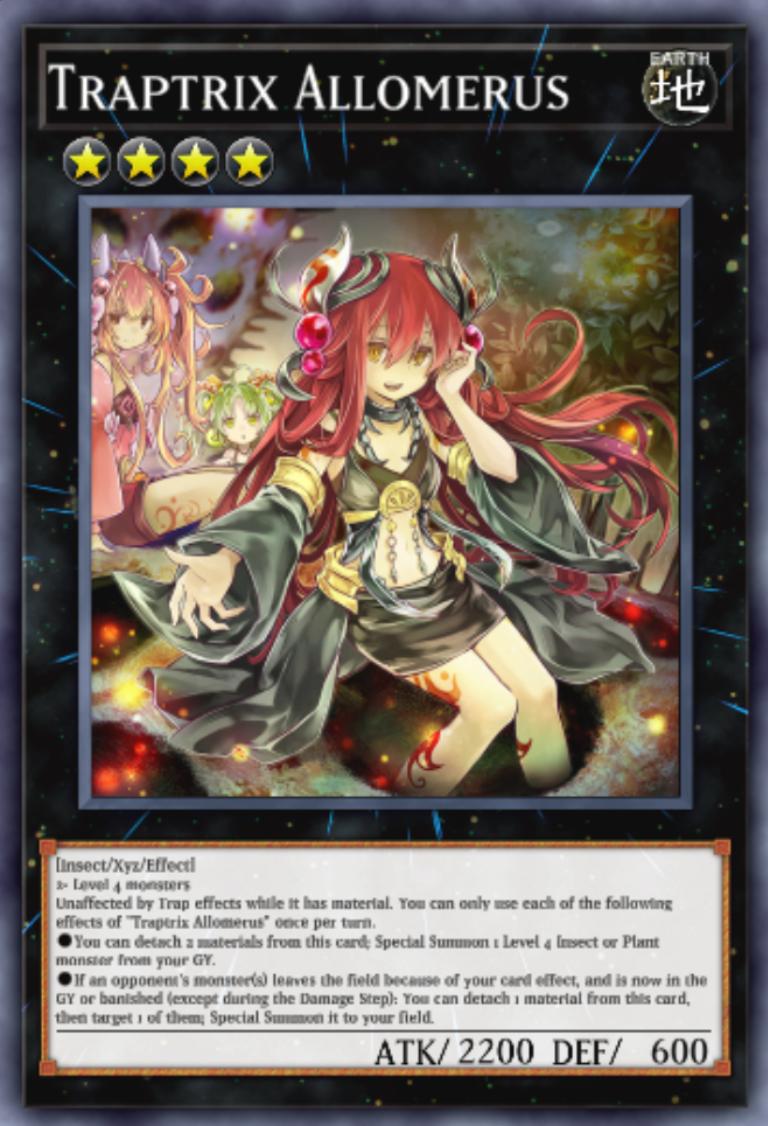 TRAPTRIX ALLOMERUS
EARTH
地
[Insect/Xyz/Effect]
2+ Level 4 monsters
Unaffected by Trap effects while it has material. You can only use each of the following
effects of "Traptrix Allomerus" once per turn.
●You can detach 2 materials from this card; Special Summon 1 Level 4 Insect or Plant
monster from your GY.
●If an opponent's monster(s) leaves the field because of your card effect, and is now in the
GY or banished (except during the Damage Step): You can detach 1 material from this card,
then target 1 of them; Special Summon it to your field.
ATK/ 2200 DEF/ 600